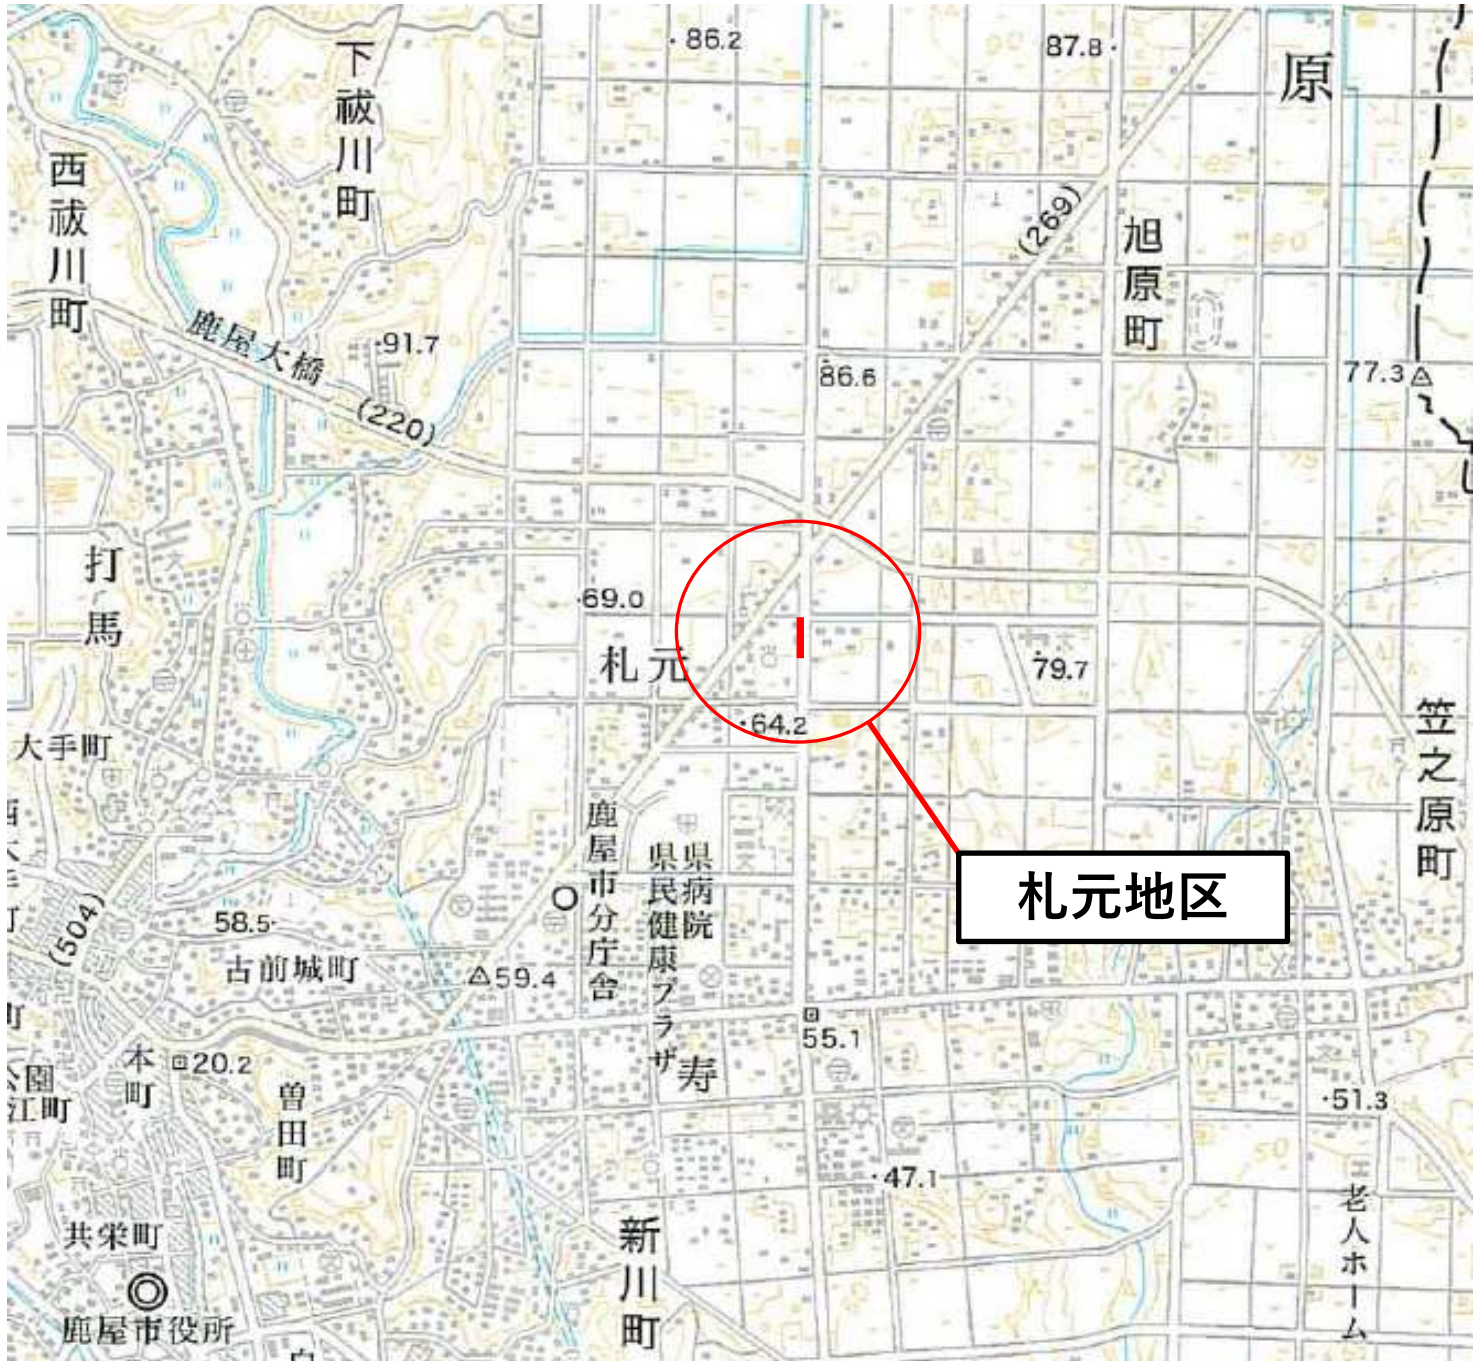 下祓川町
86.2
87.8
原
西祓川町
(269)
旭原町
鹿屋大橋
91.7
(220)
86.6
77.3
打馬
69.0
札元
79.7
64.2
大手町
笠之原町
鹿屋市分庁舎
県病院
県民健康プラザ
札元地区
(504)
58.5
古前城町
59.4
55.1
本町
20.2
寿
曽田町
公園
江町
51.3
47.1
老人ホーム
共栄町
新川町
鹿屋市役所